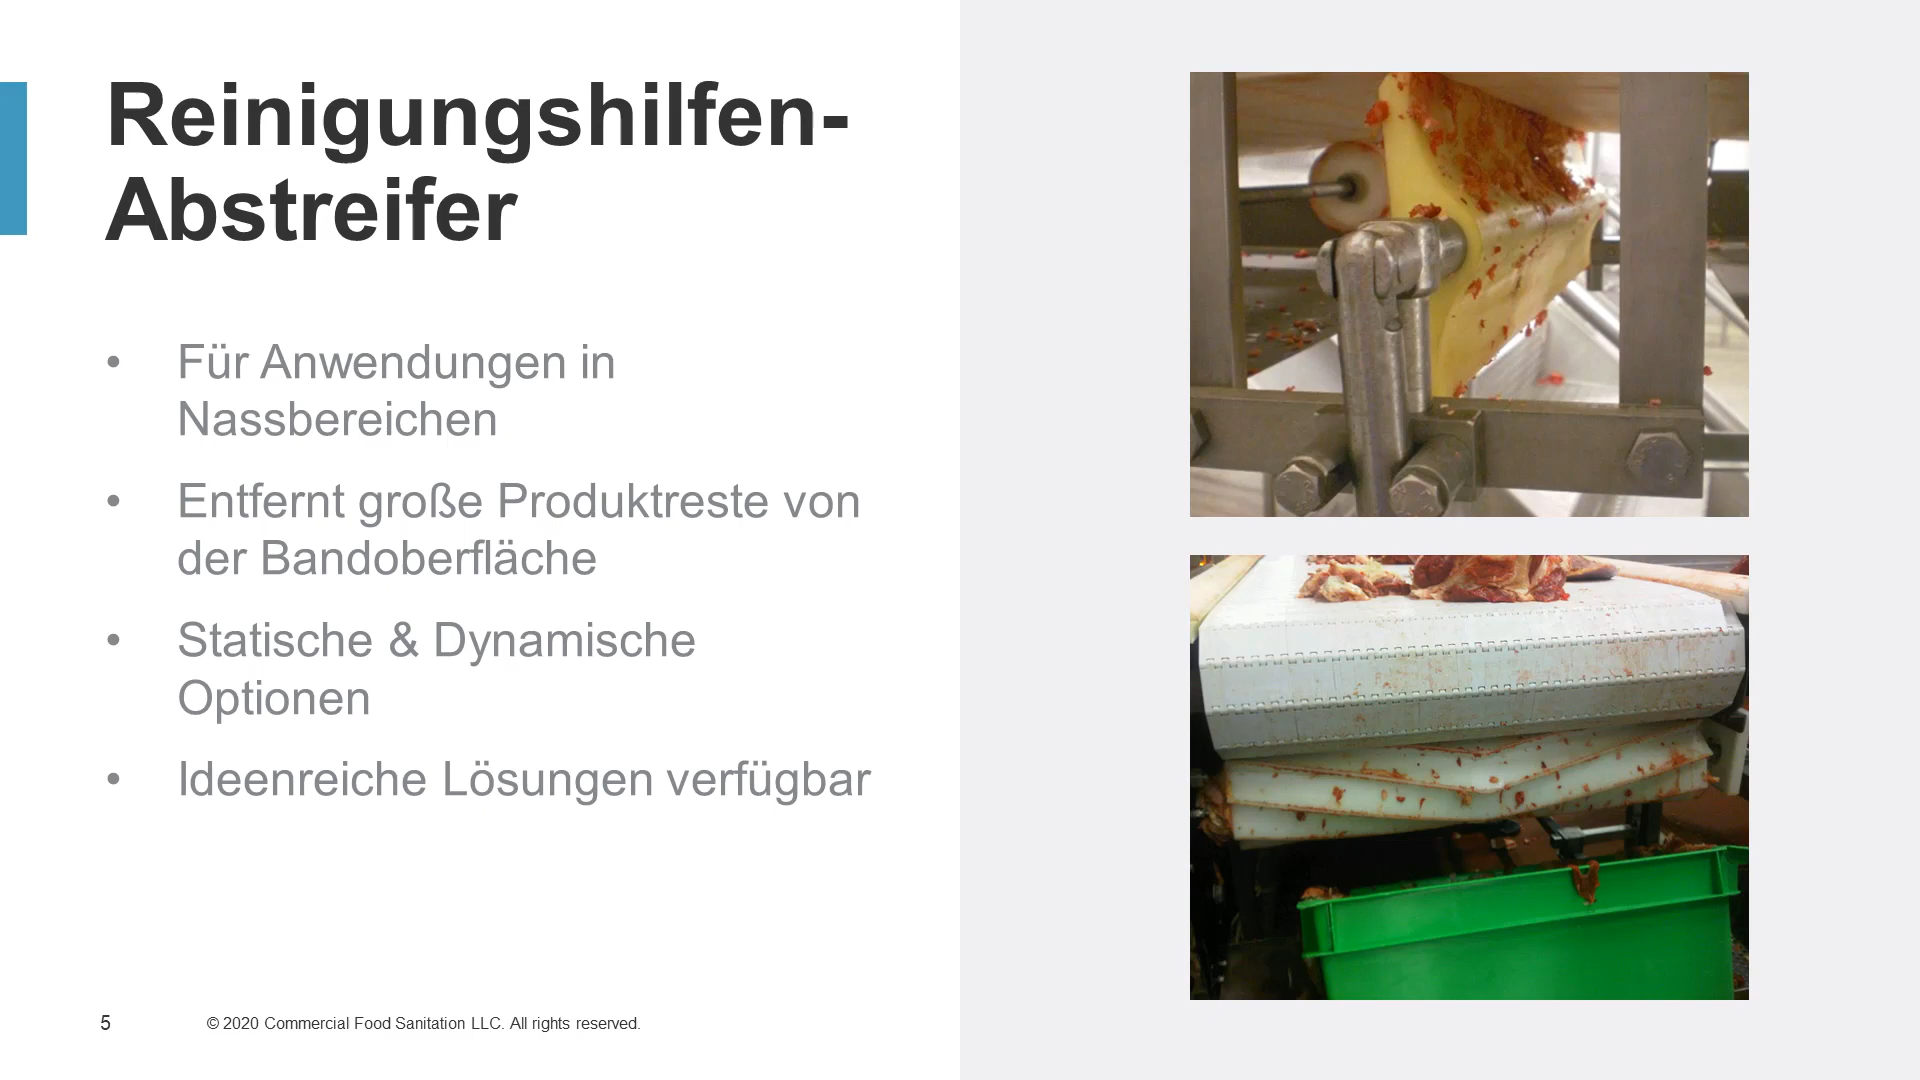 Reinigungshilfen-
Abstreifer
• Für Anwendungen in
Nassbereichen
• Entfernt große Produktreste von
der Bandoberfläche
• Statische & Dynamische
Optionen
• Ideenreiche Lösungen verfügbar
5 © 2020 Commercial Food Sanitation LLC. All rights reserved.